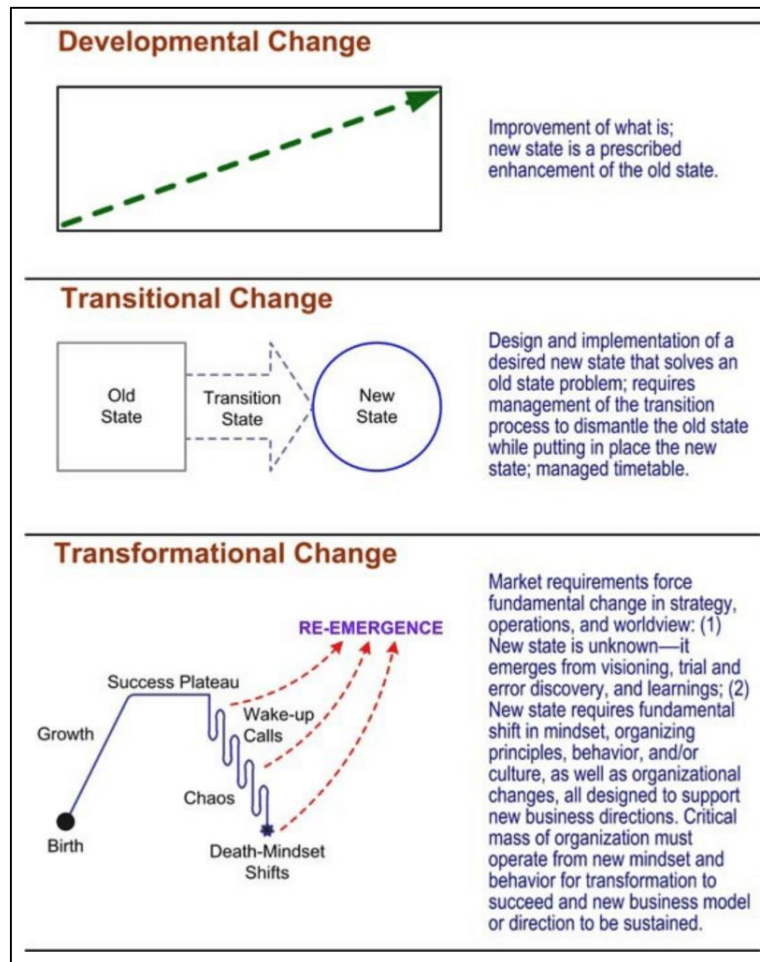 Developmental Change
Improvement of what is;
new state is a prescribed
enhancement of the old state.
Transitional Change
Old
State
Transition
State
New
State
Design and implementation of a
desired new state that solves an
old state problem; requires
management of the transition
process to dismantle the old state
while putting in place the new
state; managed timetable.
Transformational Change
RE-EMERGENCE
Success Plateau
Wake-up
Calls
Growth
Chaos
Birth
Death-Mindset
Shifts
Market requirements force
fundamental change in strategy,
operations, and worldview: (1)
New state is unknown—it
emerges from visioning, trial and
error discovery, and learnings; (2)
New state requires fundamental
shift in mindset, organizing
principles, behavior, and/or
culture, as well as organizational
changes, all designed to support
new business directions. Critical
mass of organization must
operate from new mindset and
behavior for transformation to
succeed and new business model
or direction to be sustained.